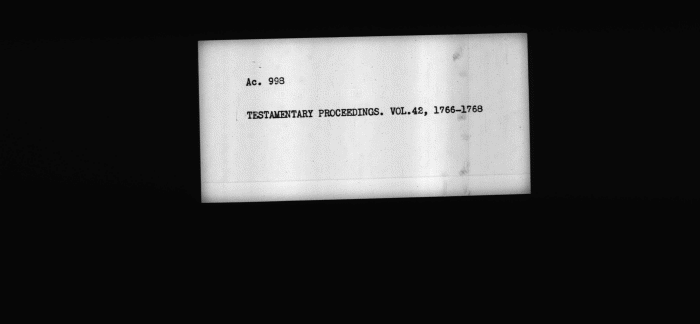 Ac. 998
TESTAMENTARY PROCEEDINGS. VOL.42, 1766-1768